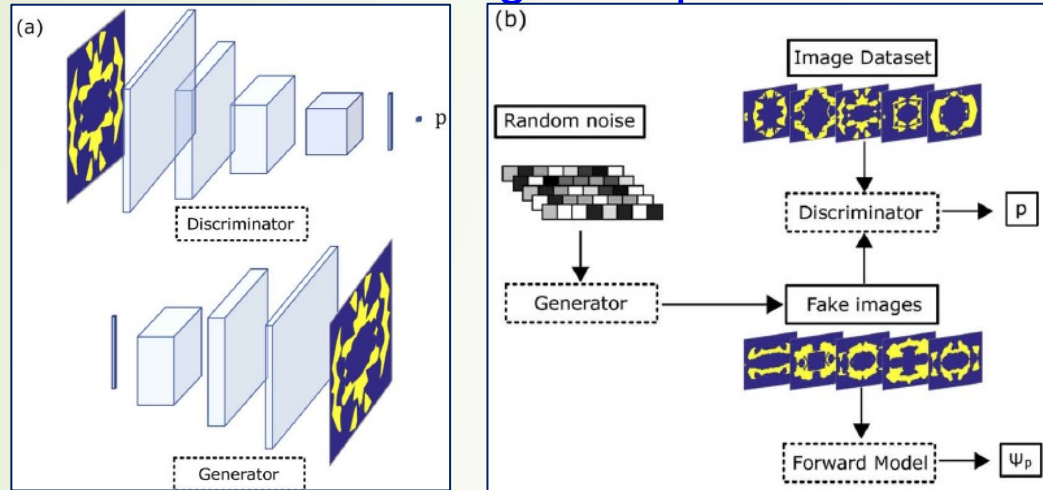 (a)
p
Discriminator
Generator
(b)
Image Dataset
Random noise
Discriminator
p
Generator
Fake images
Forward Model
Ψp